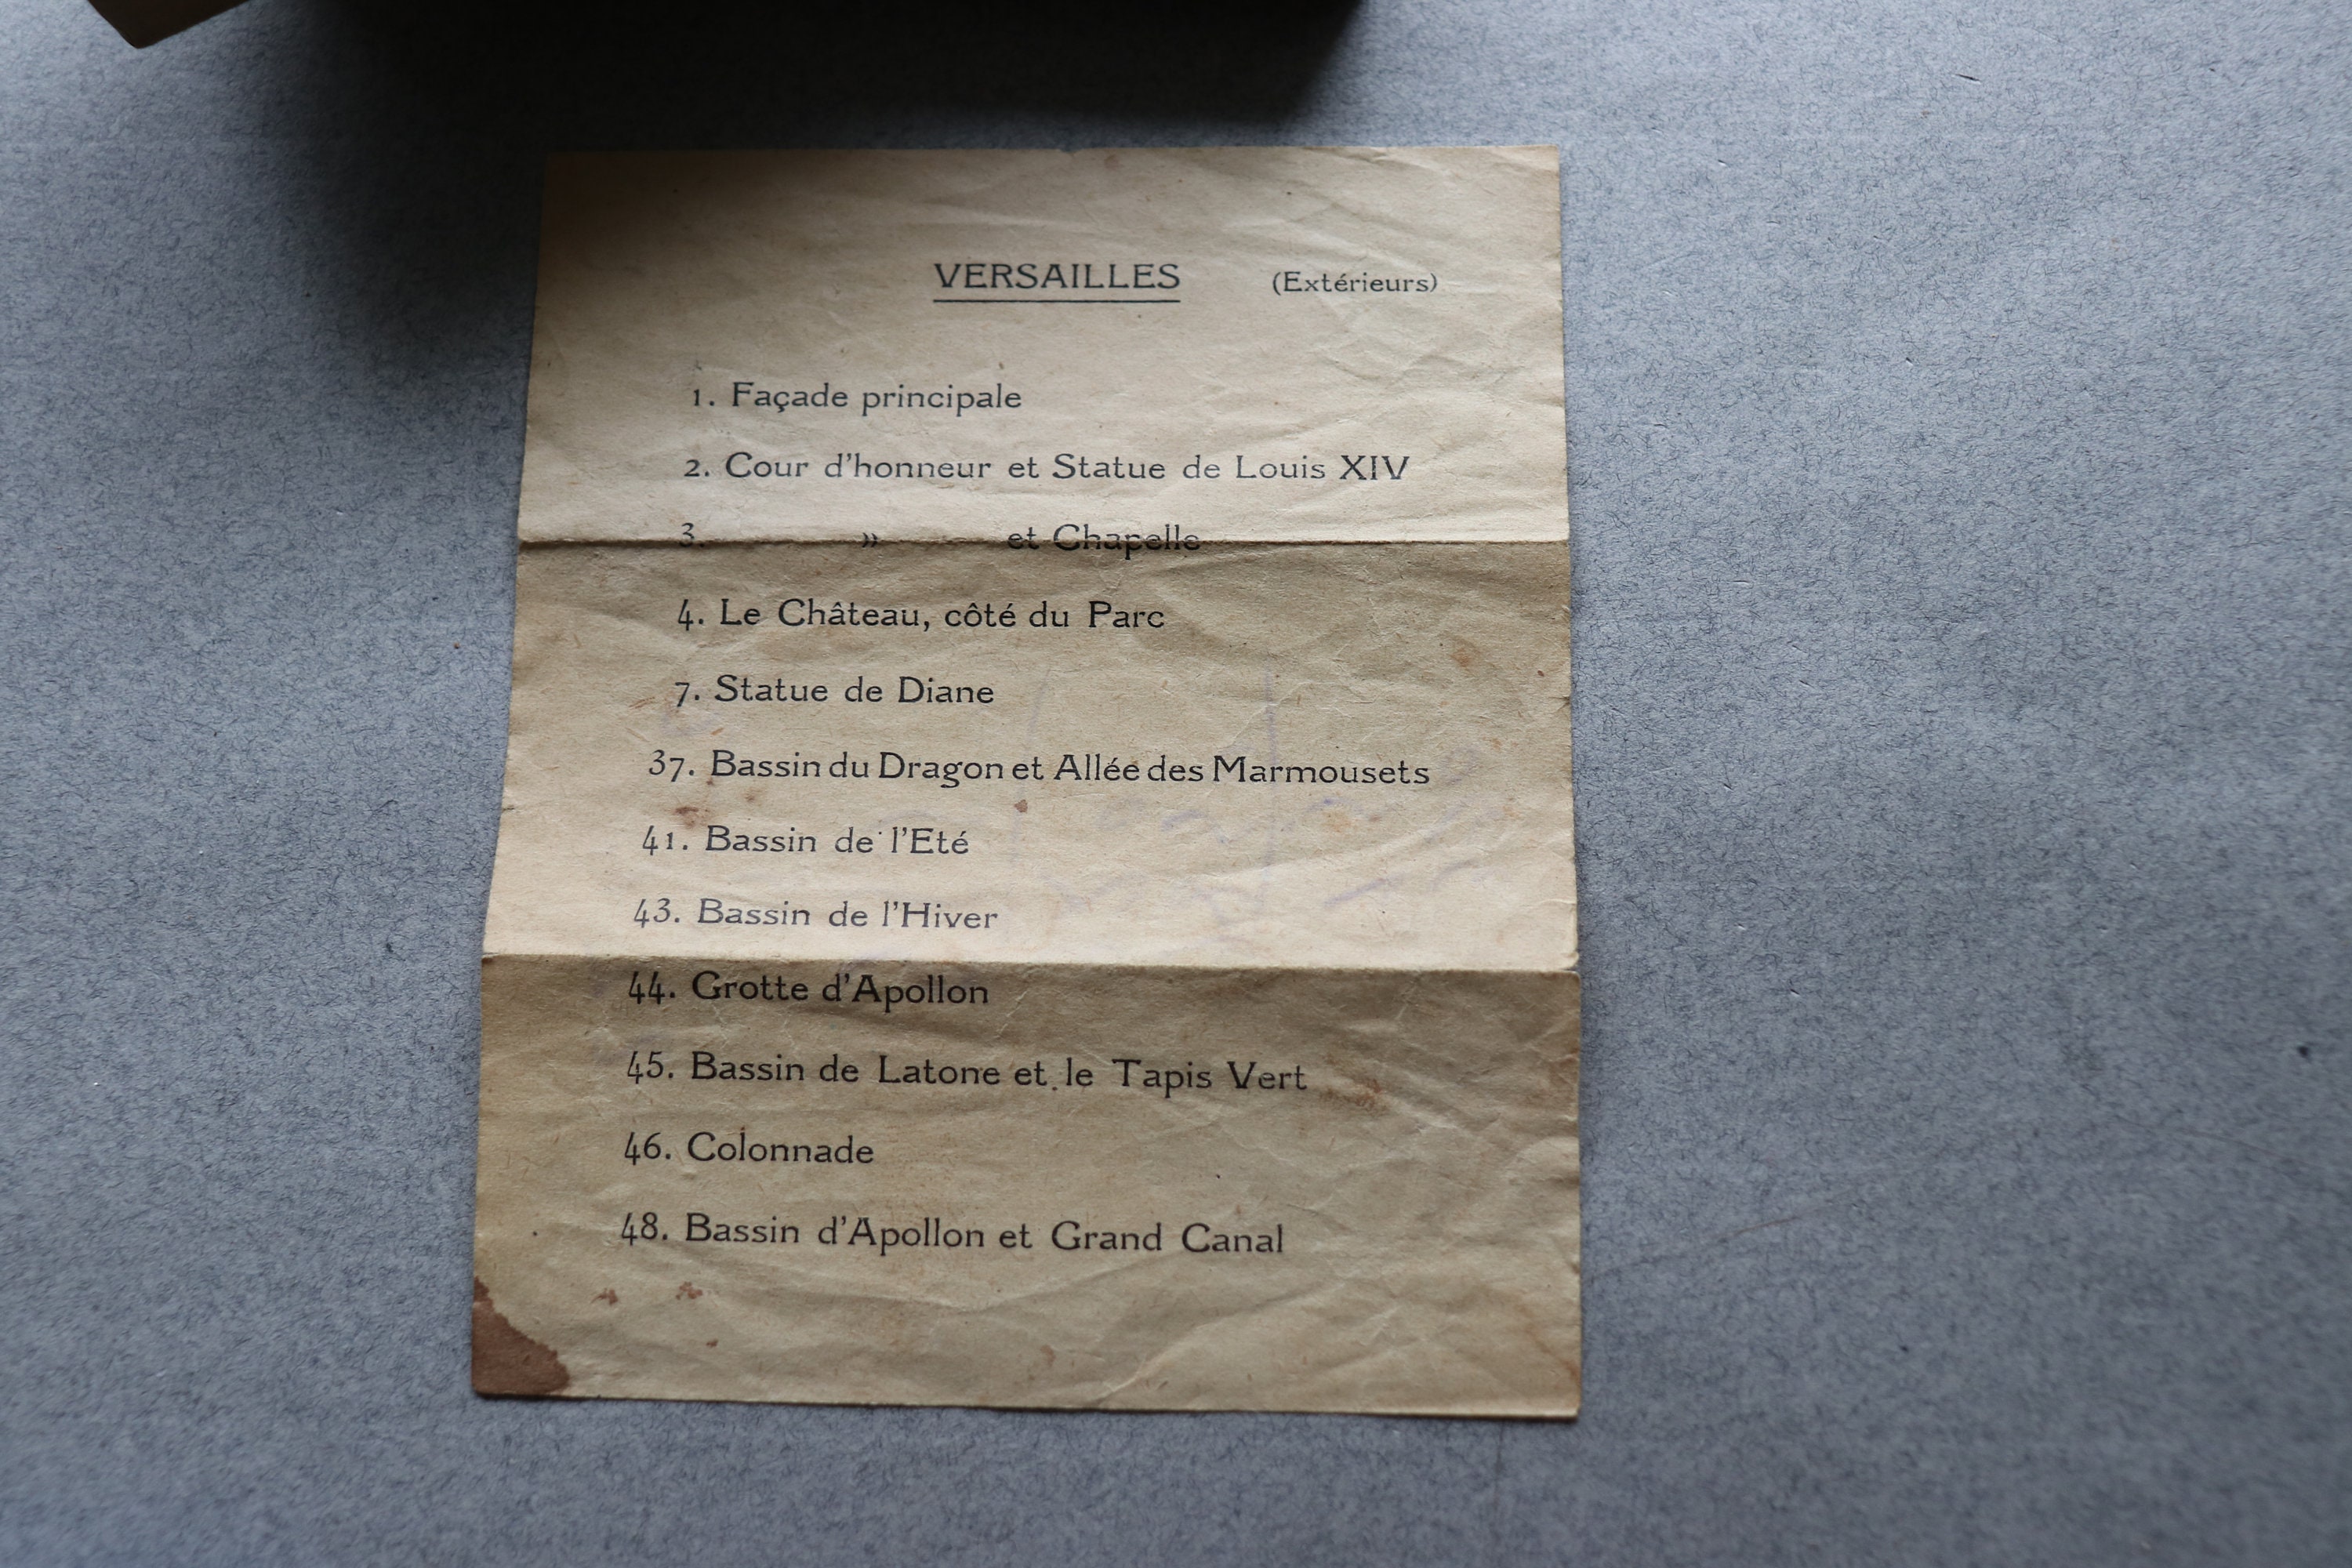 VERSAILLES (Extérieurs)
1. Façade principale
2. Cour d'honneur et Statue de Louis XIV
3. » et Chapelle
4. Le Château, côté du Parc
7. Statue de Diane
37. Bassin du Dragon et Allée des Marmousets
41. Bassin de l'Eté
43. Bassin de l'Hiver
44. Grotte d'Apollon
45. Bassin de Latone et le Tapis Vert
46. Colonnade
48. Bassin d'Apollon et Grand Canal